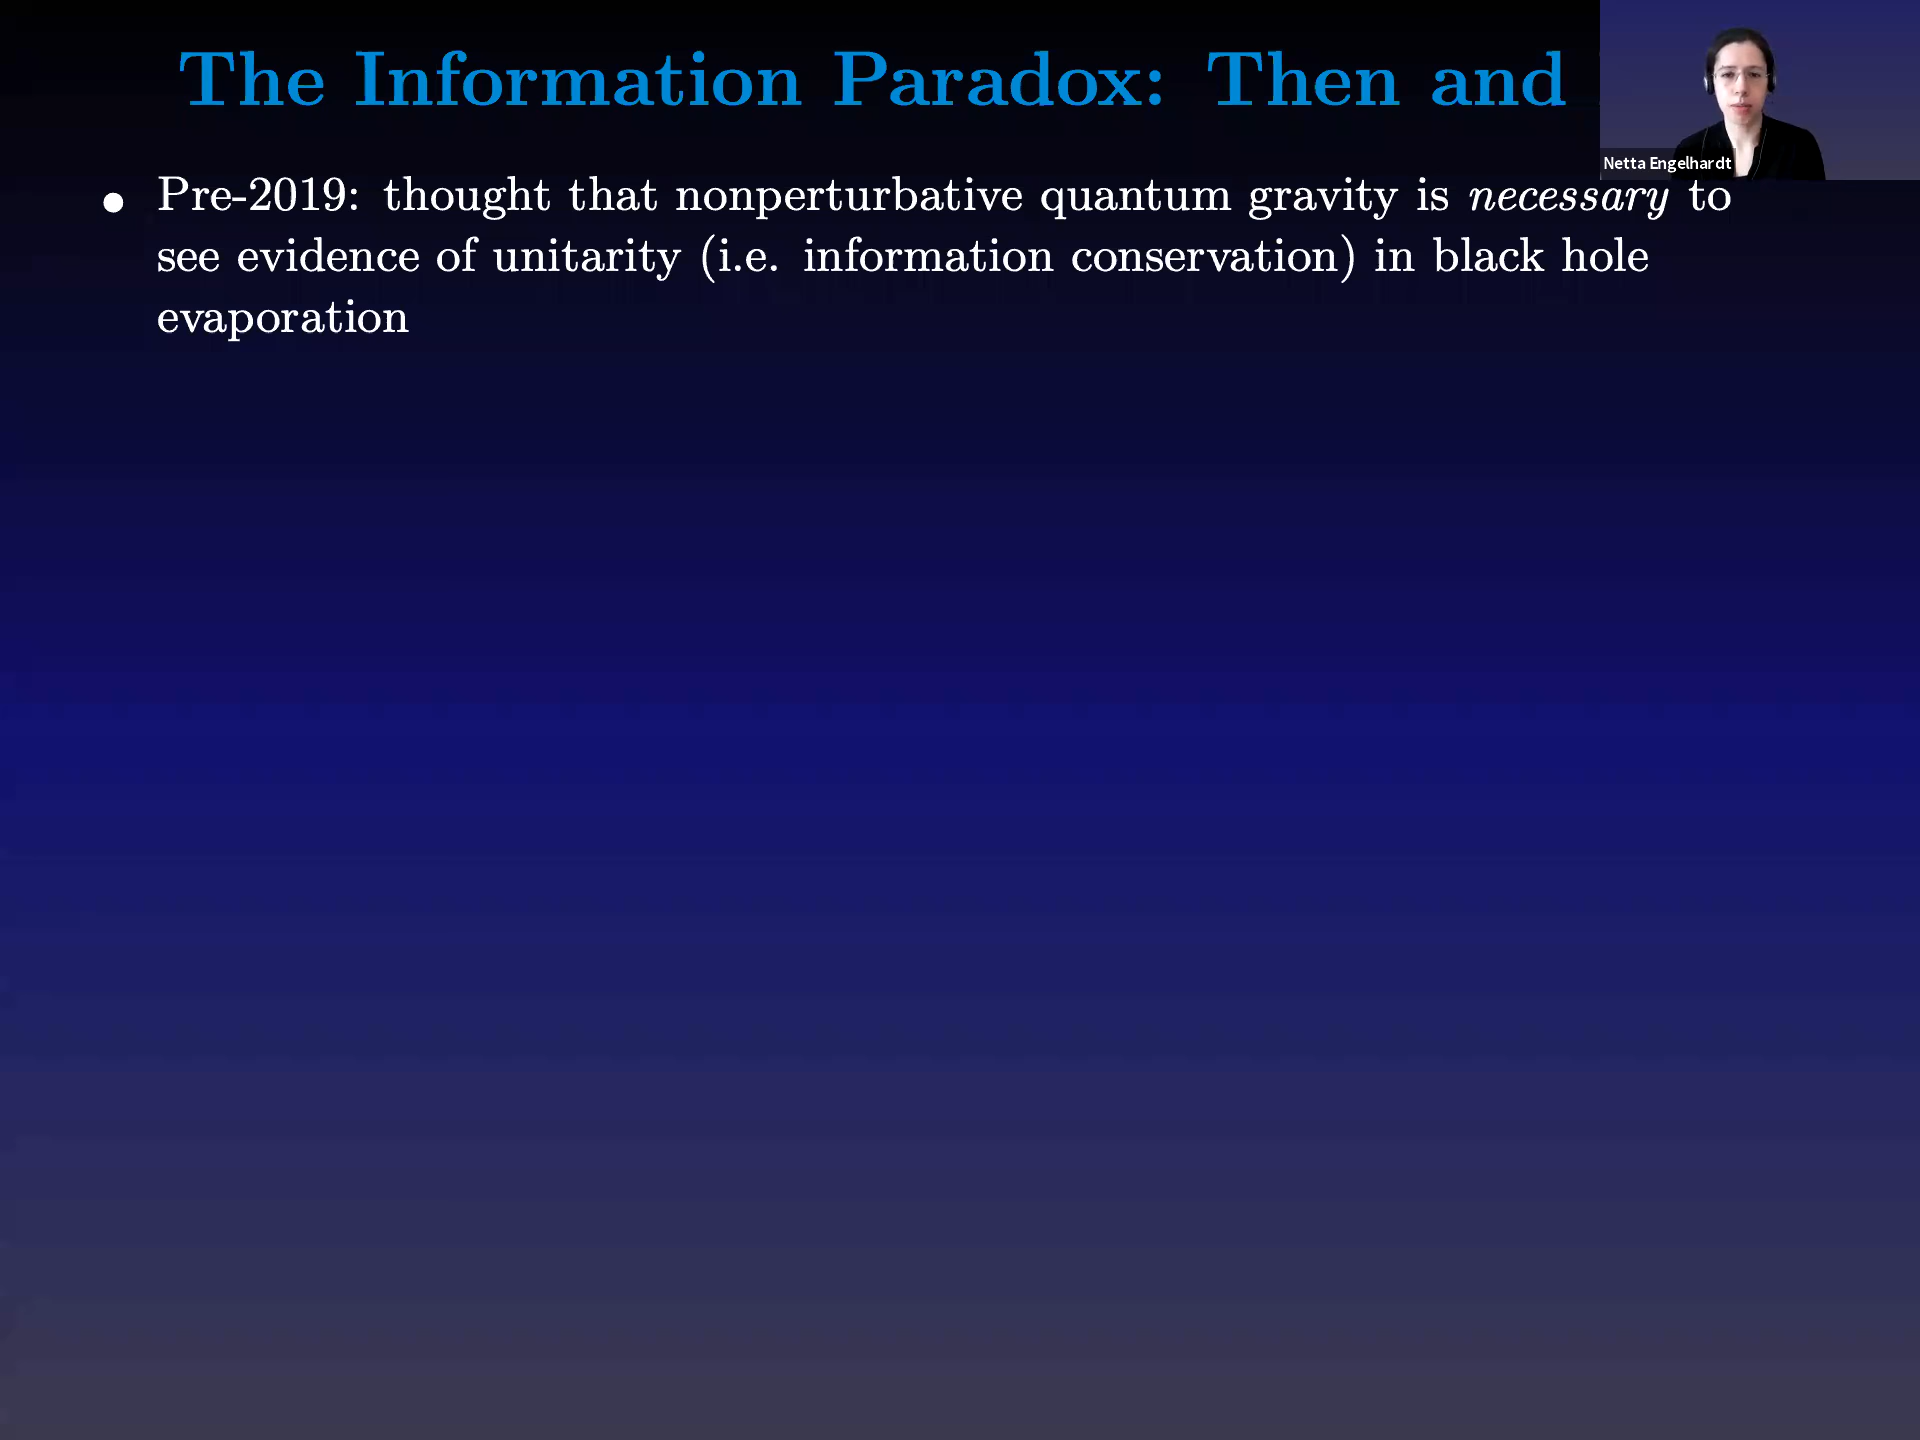 The Information Paradox: Then and
Netta Engelhardt
• Pre-2019: thought that nonperturbative quantum gravity is necessary to
see evidence of unitarity (i.e. information conservation) in black hole
evaporation